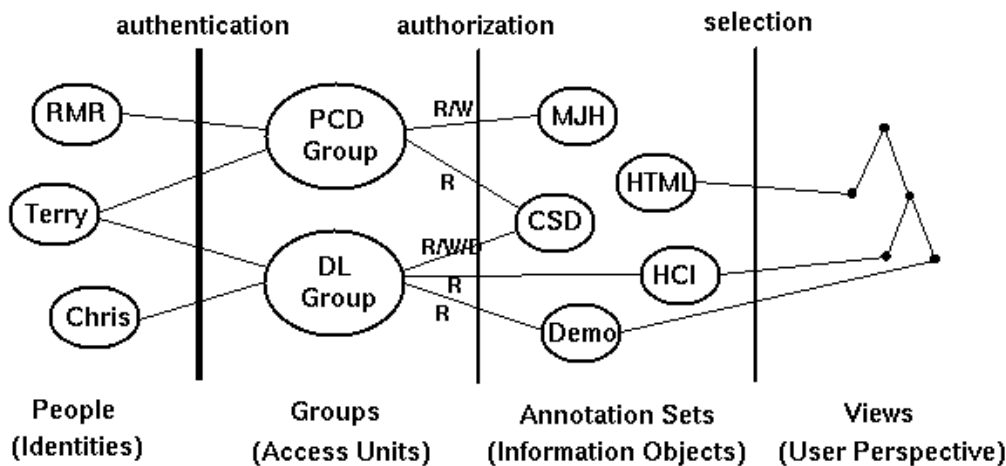 authentication
authorization
selection
RMR
PCD
Group
R/W
MJH
HTML
R
Terry
CSD
R/W/D
DL
Group
HCI
R
R
Chris
Demo
People
(Identities)
Groups
(Access Units)
Annotation Sets
(Information Objects)
Views
(User Perspective)